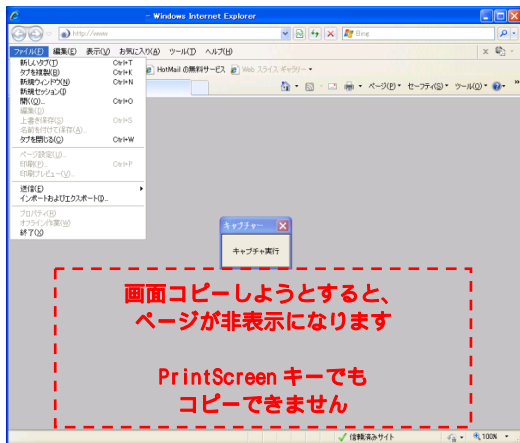 - Windows Internet Explorer
http://www
Bing
ファイル(F) 編集(E) 表示(V) お気に入り(A) ツール(T) ヘルプ(H)
新しいタブ(T) Ctrl+T
タブを複製(B) Ctrl+K
新規ウィンドウ(N) Ctrl+N
新規セッション(I)
開く(O)... Ctrl+O
編集(D)
上書き保存(S) Ctrl+S
名前を付けて保存(A)...
タブを閉じる(C) Ctrl+W
ページ設定(U)...
印刷(P)... Ctrl+P
印刷プレビュー(V)...
送信(E)
インポートおよびエクスポート(I)...
プロパティ(R)
オフライン作業(W)
終了(X)
HotMail の無料サービス Web スライス ギャラリー
ページ(P) セーフティ(S) ツール(O)
キャプチャー
キャプチャ実行
画面コピーしようとすると、
ページが非表示になります
PrintScreen キーでも
コピーできません
信頼済みサイト 100%